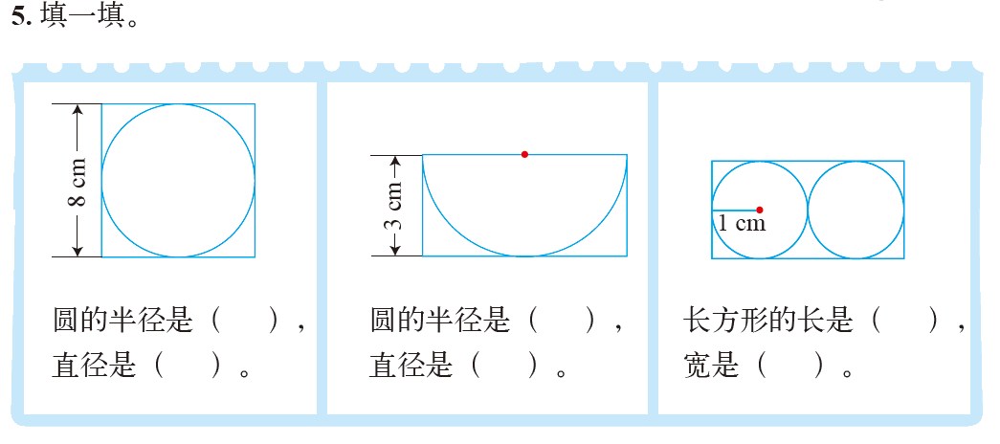 5. 填一填。
8 cm
圆的半径是（  ），
直径是（  ）。
3 cm
圆的半径是（  ），
直径是（  ）。
1 cm
长方形的长是（  ），
宽是（  ）。